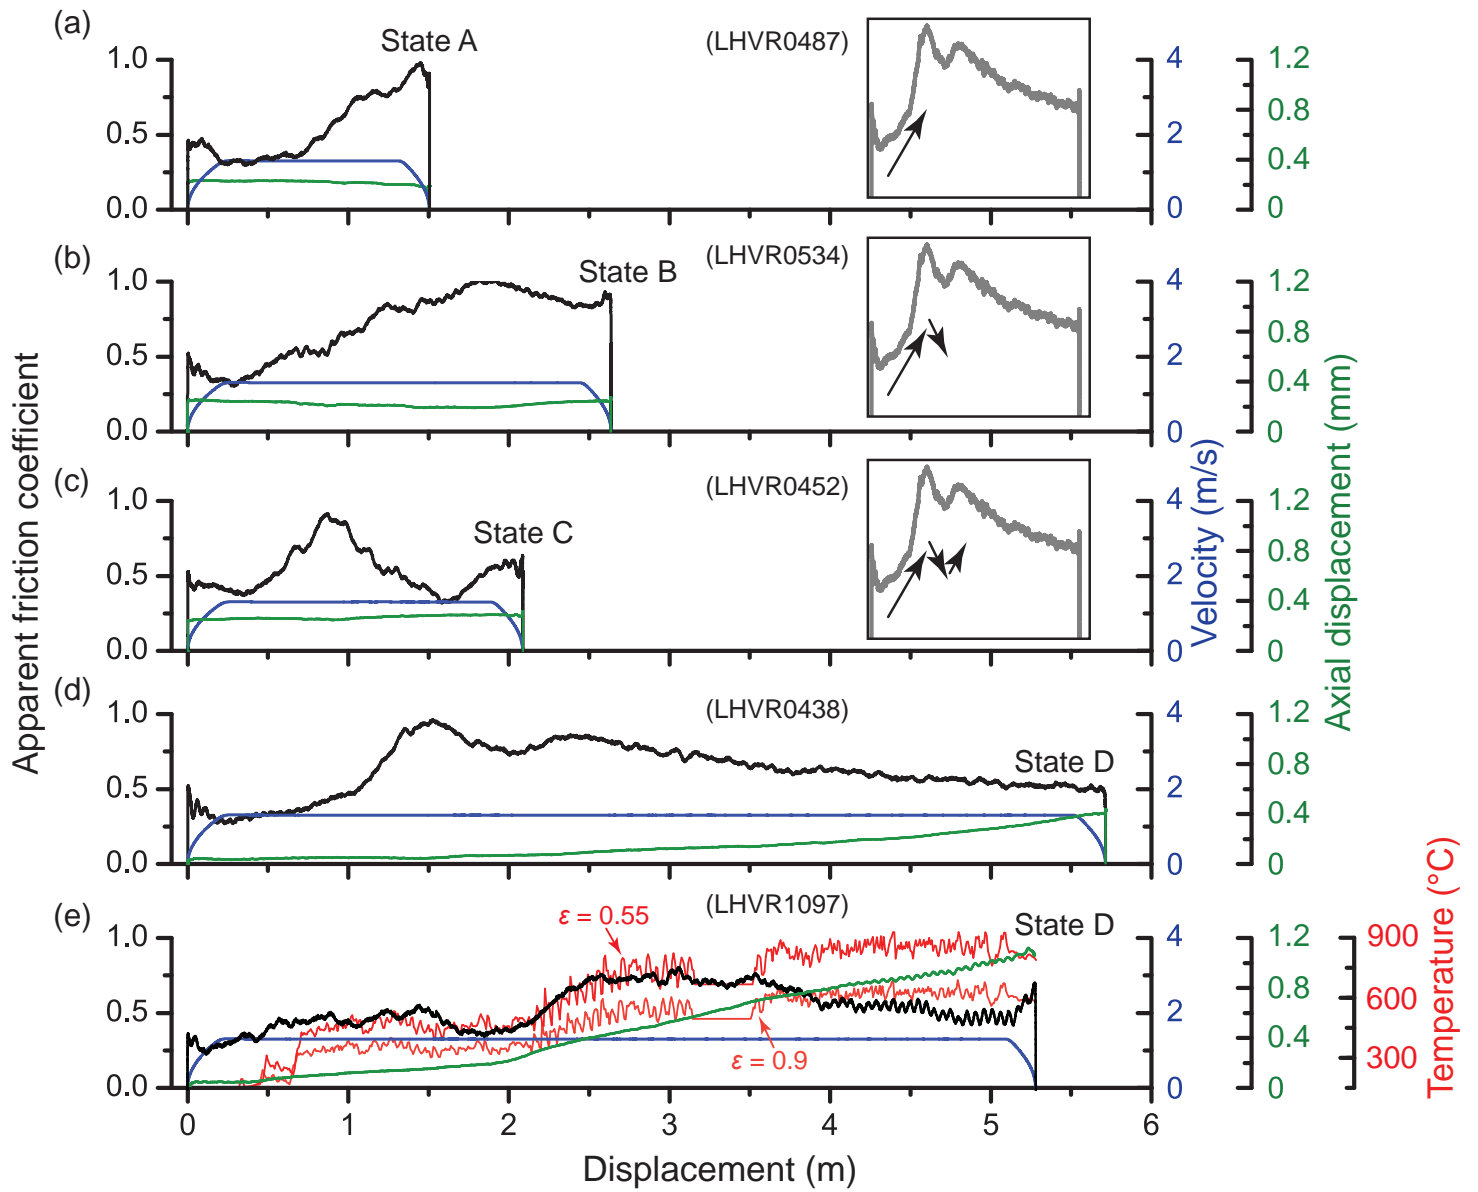 (a)
State A
(LHVR0487)
1.0
0.5
0.0
4
2
0
1.2
0.8
0.4
0
(b)
State B
(LHVR0534)
1.0
0.5
0.0
4
2
0
1.2
0.8
0.4
0
(c)
State C
(LHVR0452)
1.0
0.5
0.0
4
2
0
1.2
0.8
0.4
0
Apparent friction coefficient
Velocity (m/s)
Axial displacement (mm)
(d)
State D
(LHVR0438)
1.0
0.5
0.0
4
2
0
1.2
0.8
0.4
0
(e)
ε = 0.55
(LHVR1097)
State D
ε = 0.9
1.0
0.5
0.0
4
2
0
1.2
0.8
0.4
0
900
600
300
Temperature (°C)
0 1 2 3 4 5 6
Displacement (m)